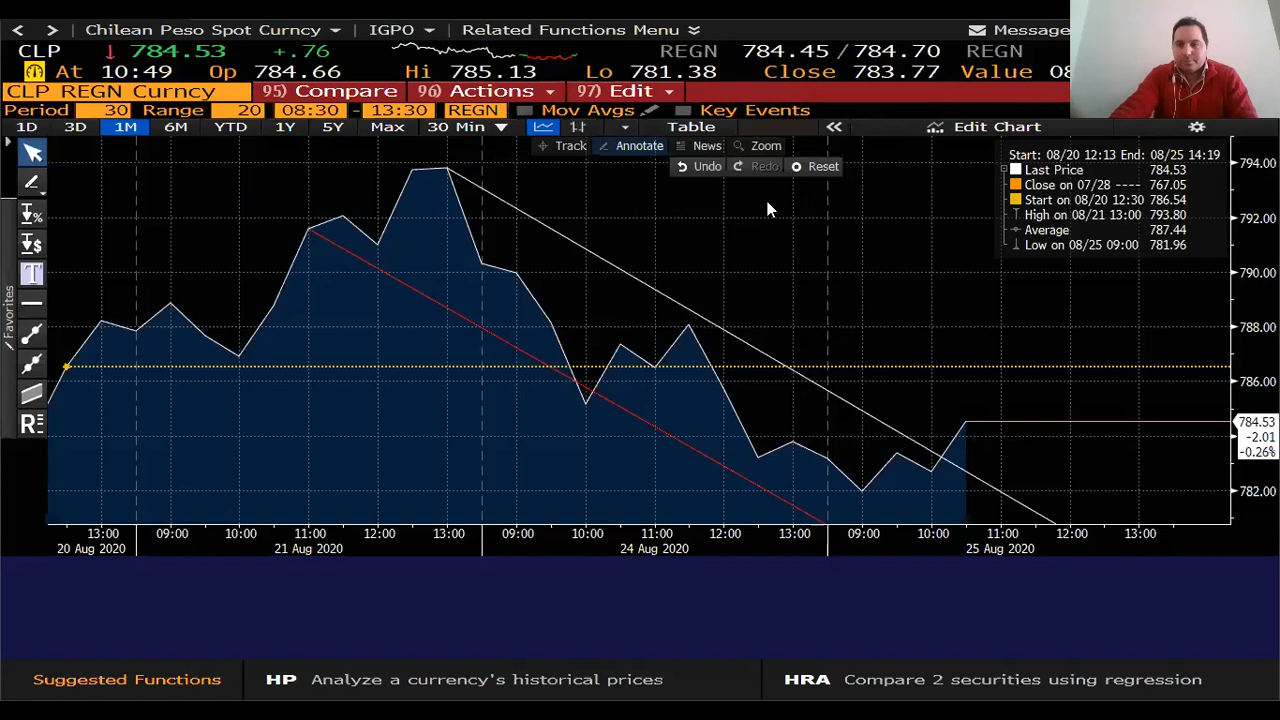 Chilean Peso Spot Curncy IGPO Related Functions Menu Message
CLP 784.53 +.76 REGN 784.45/784.70 REGN
At 10:49 Op 784.66 Hi 785.13 Lo 781.38 Close 783.77 Value 08
CLP REGN Curncy 95) Compare 96) Actions 97) Edit
Period 30 Range 20 08:30 - 13:30 REGN Mov Avgs Key Events
1D 3D 1M 6M YTD 1Y 5Y Max 30 Min Table Edit Chart
Track Annotate News Zoom
Undo Redo Reset
Start: 08/20 12:13 End: 08/25 14:19
Last Price 784.53
Close on 07/28 ---- 767.05
Start on 08/20 12:30 786.54
High on 08/21 13:00 793.80
Average 787.44
Low on 08/25 09:00 781.96
Favorites
%
$
T
R
794.00
792.00
790.00
788.00
786.00
784.53
-2.01
-0.26%
782.00
13:00 09:00 10:00 11:00 12:00 13:00 09:00 10:00 11:00 12:00 13:00 09:00 10:00 11:00 12:00 13:00
20 Aug 2020 21 Aug 2020 24 Aug 2020 25 Aug 2020
Suggested Functions HP Analyze a currency's historical prices HRA Compare 2 securities using regression